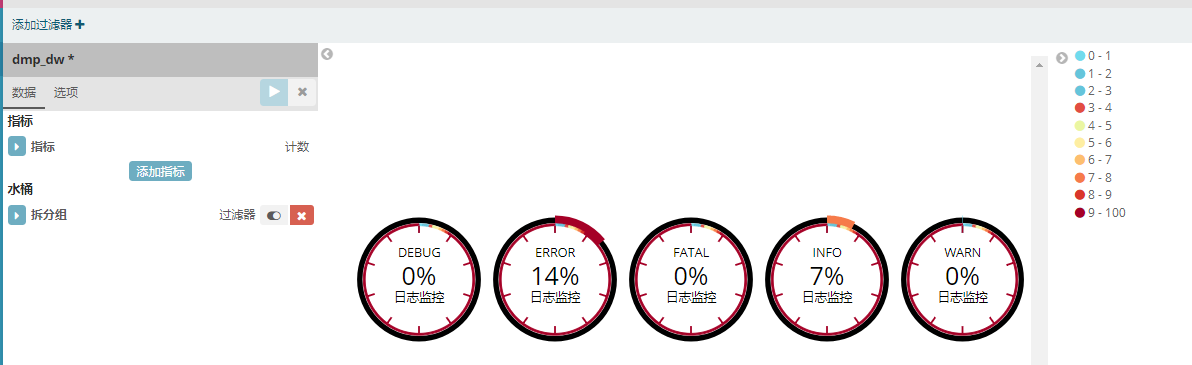 添加过滤器
dmp_dw *
数据 选项
指标
指标 计数
添加指标
水桶
拆分组 过滤器
DEBUG
0%
日志监控
ERROR
14%
日志监控
FATAL
0%
日志监控
INFO
7%
日志监控
WARN
0%
日志监控
0 - 1
1 - 2
2 - 3
3 - 4
4 - 5
5 - 6
6 - 7
7 - 8
8 - 9
9 - 100